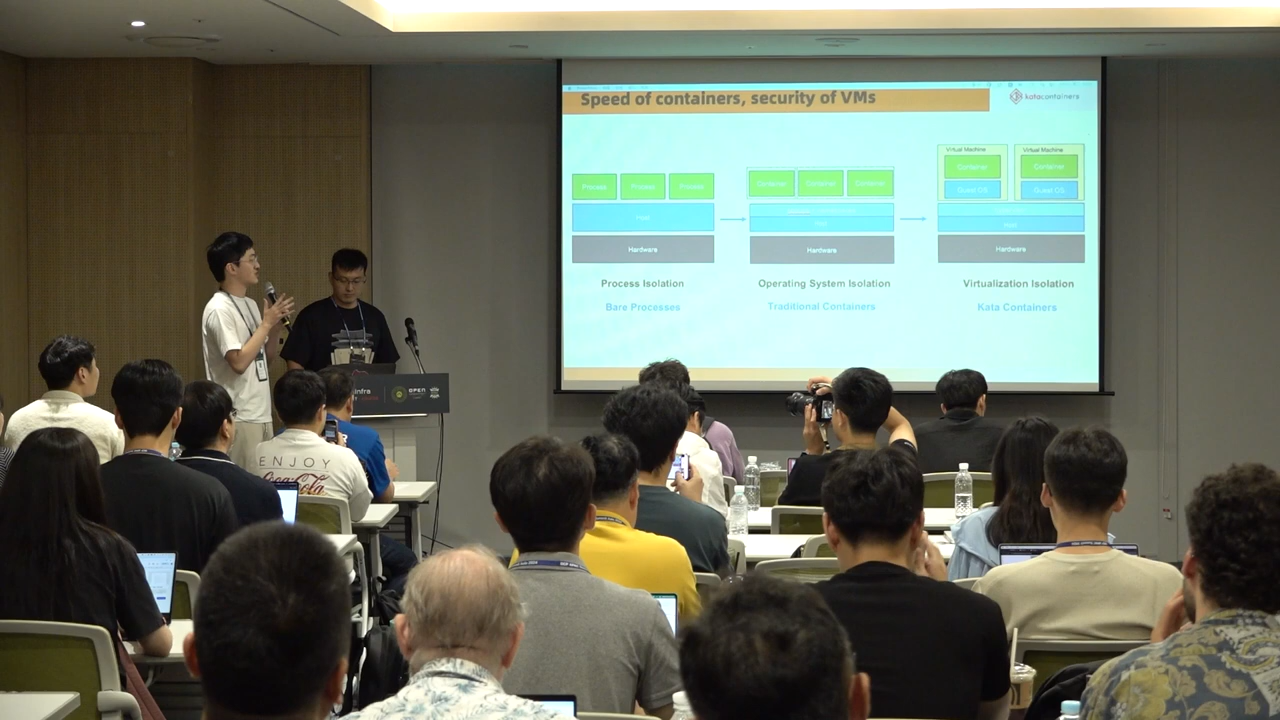 Speed of containers, security of VMs
katacontainers
Virtual Machine
Virtual Machine
Container
Container
Guest OS
Guest OS
Process
Process
Process
Container
Container
Container
Host
Host
Host
Hardware
Hardware
Hardware
Process Isolation
Operating System Isolation
Virtualization Isolation
Bare Processes
Traditional Containers
Kata Containers
infra
OPEN
ENJOY
Coca-Cola